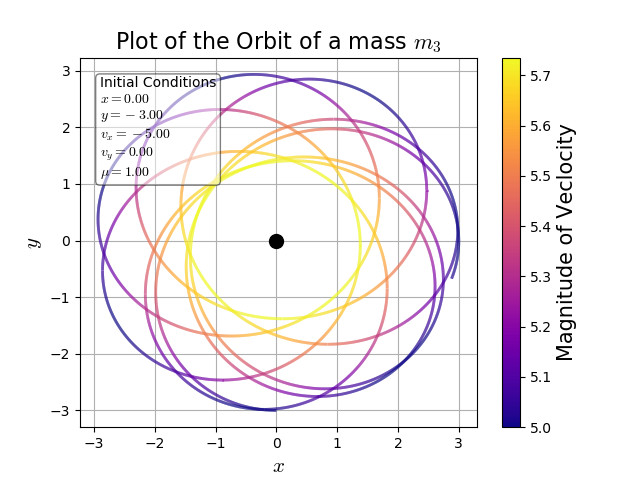 Plot of the Orbit of a mass m₃
Initial Conditions
x = 0.00
y = − 3.00
vₓ = −5.00
v_y = 0.00
μ = 1.00
3
2
1
0
−1
−2
−3
y
−3
−2
−1
0
1
2
3
x
5.7
5.6
5.5
5.4
5.3
5.2
5.1
5.0
Magnitude of Veclocity